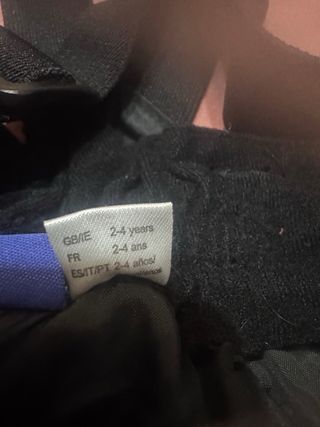 GB/IE 2-4 years
FR 2-4 ans
ES/IT/PT 2-4 años/